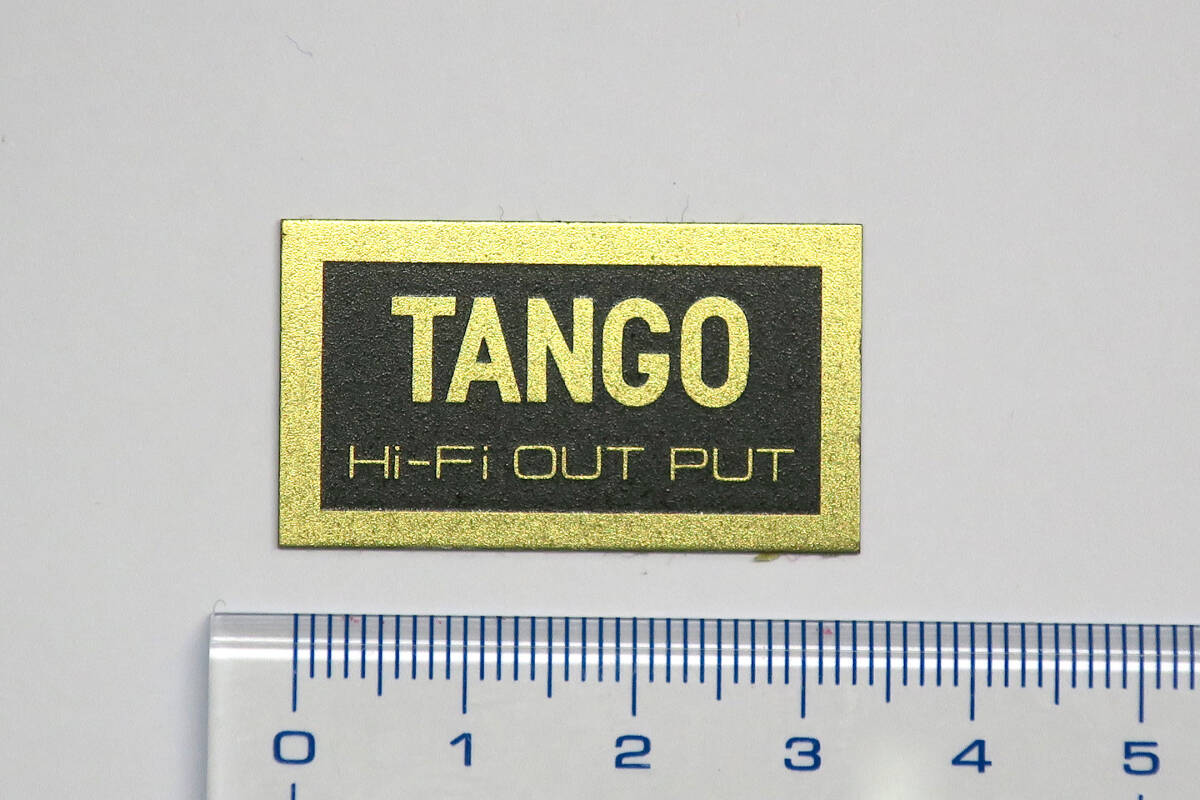 TANGO
Hi-Fi OUT PUT
0 1 2 3 4 5